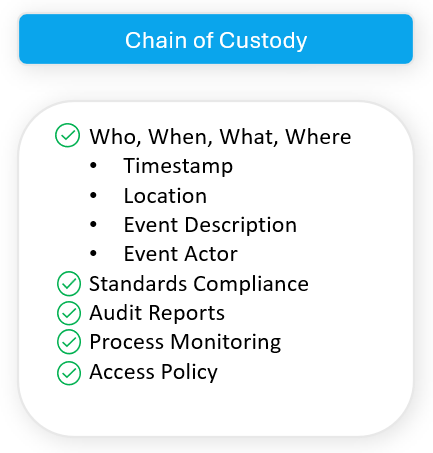 Chain of Custody
Who, When, What, Where
• Timestamp
• Location
• Event Description
• Event Actor
Standards Compliance
Audit Reports
Process Monitoring
Access Policy